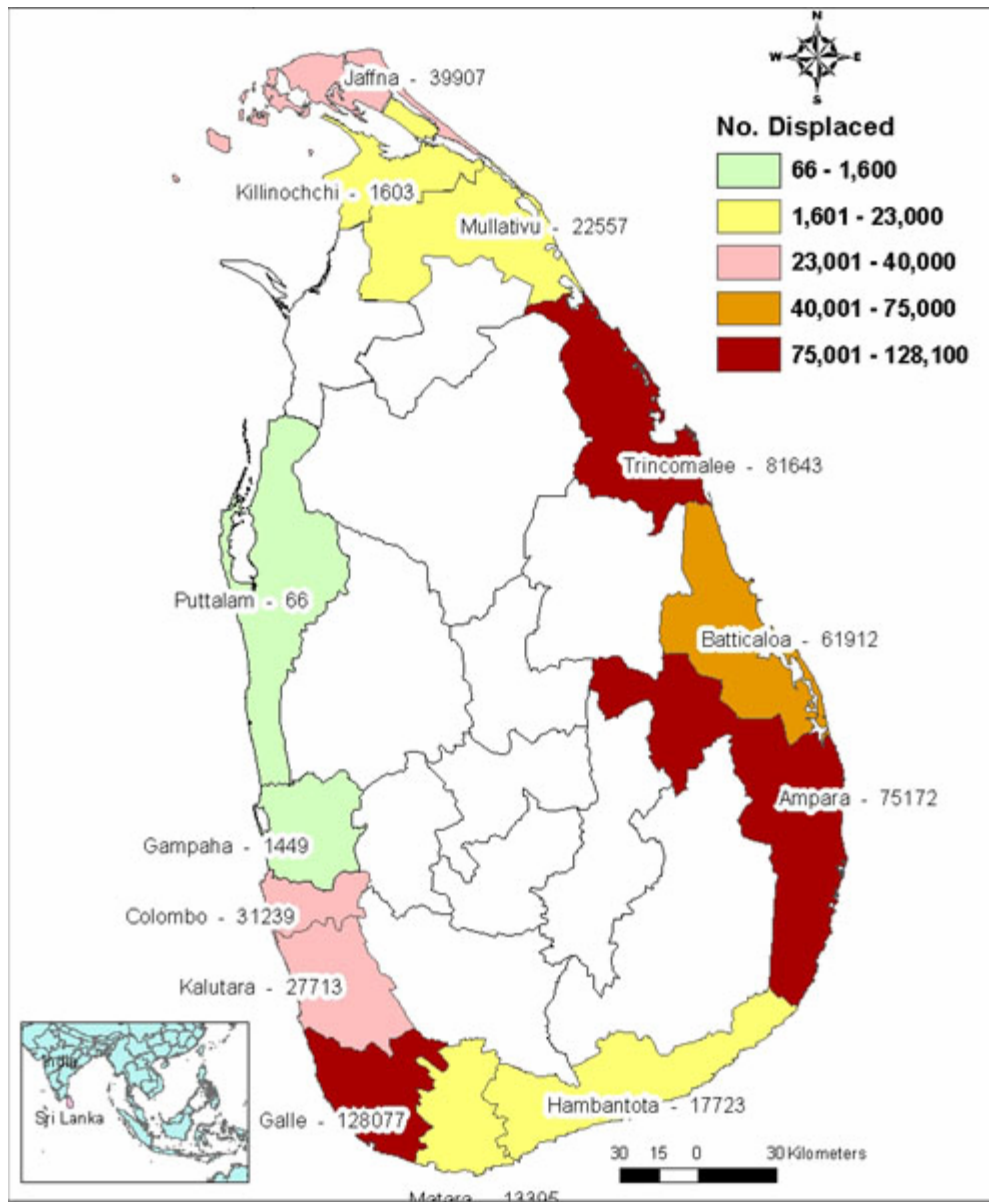 N
W E
S
No. Displaced
66 - 1,600
1,601 - 23,000
23,001 - 40,000
40,001 - 75,000
75,001 - 128,100
Jaffna - 39907
Killinochchi - 1603
Mullativu - 22557
Trincomalee - 81643
Puttalam - 66
Batticaloa - 61912
Ampara - 75172
Gampaha - 1449
Colombo - 31239
Kalutara - 27713
Galle - 128077
Hambantota - 17723
Matara - 13395
India
Sri Lanka
30 15 0 30 Kilometers